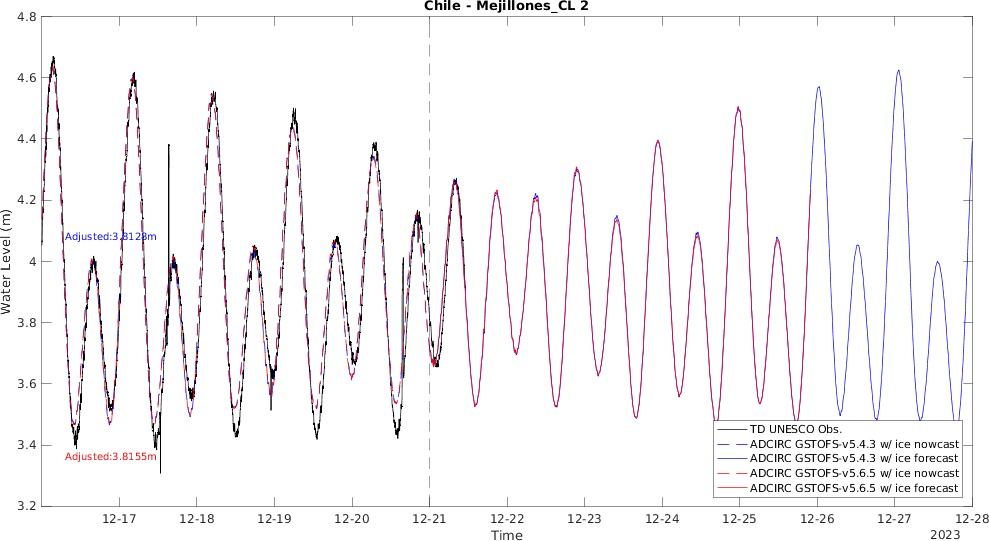 Chile - Mejillones_CL 2
4.8
4.6
4.4
4.2
4
3.8
3.6
3.4
3.2
Water Level (m)
Adjusted:3.8128m
Adjusted:3.8155m
TD UNESCO Obs.
ADCIRC GSTOFS-v5.4.3 w/ ice nowcast
ADCIRC GSTOFS-v5.4.3 w/ ice forecast
ADCIRC GSTOFS-v5.6.5 w/ ice nowcast
ADCIRC GSTOFS-v5.6.5 w/ ice forecast
12-17 12-18 12-19 12-20 12-21 12-22 12-23 12-24 12-25 12-26 12-27 12-28
Time
2023